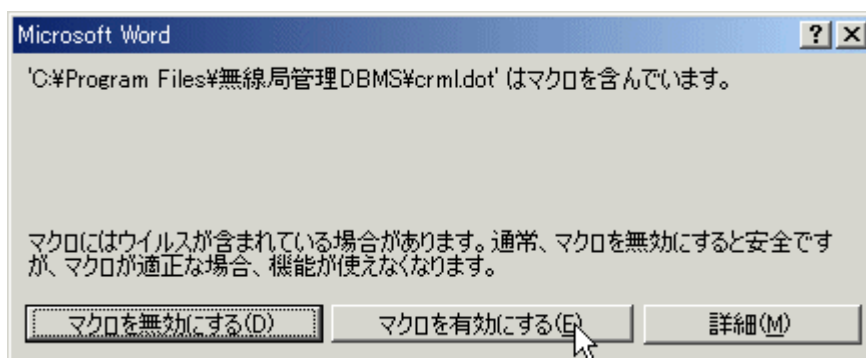 Microsoft Word
'C:¥Program Files¥無線局管理DBMS¥crml.dot' はマクロを含んでいます。
マクロにはウイルスが含まれている場合があります。通常、マクロを無効にすると安全です
が、マクロが適正な場合、機能が使えなくなります。
マクロを無効にする(D)
マクロを有効にする(E)
詳細(M)